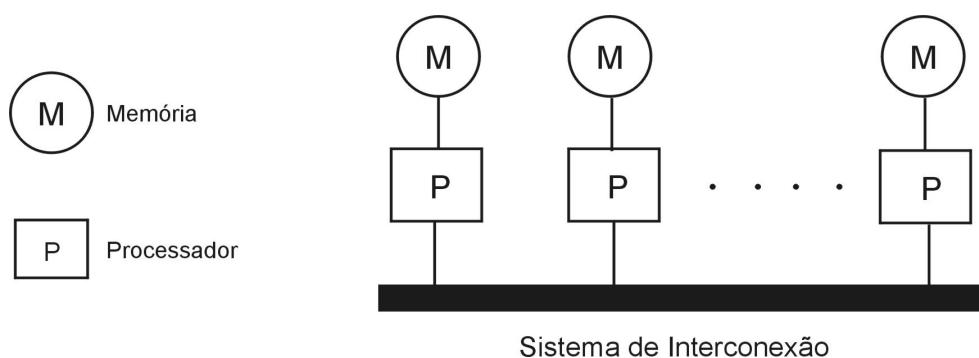 M Memória
P Processador
M M M
P P P
Sistema de Interconexão